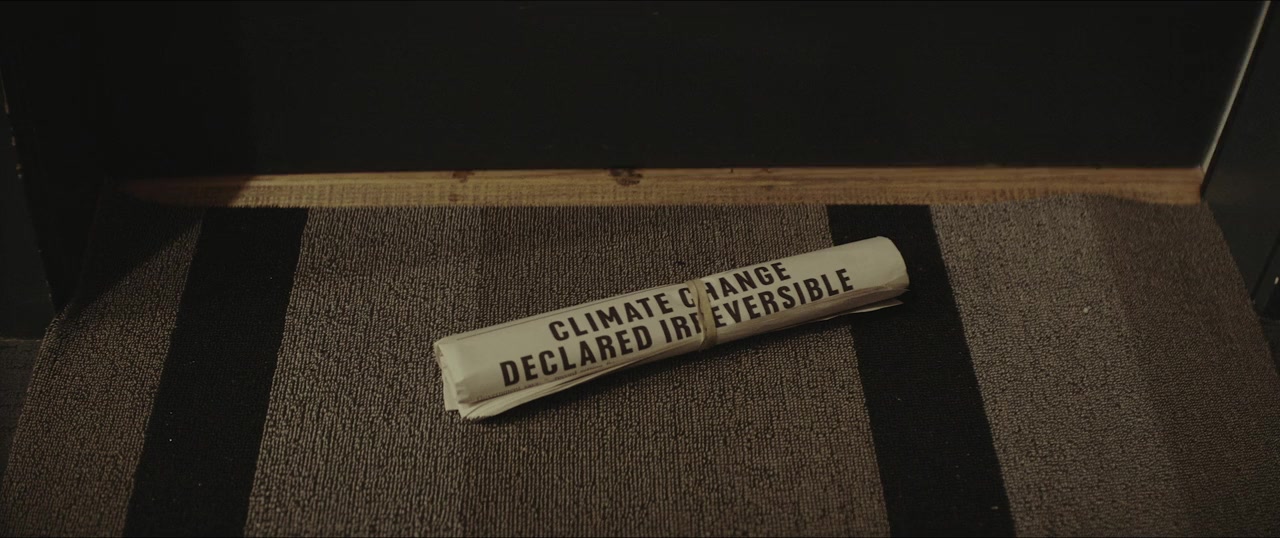 CLIMATE CHANGE
DECLARED IRREVERSIBLE